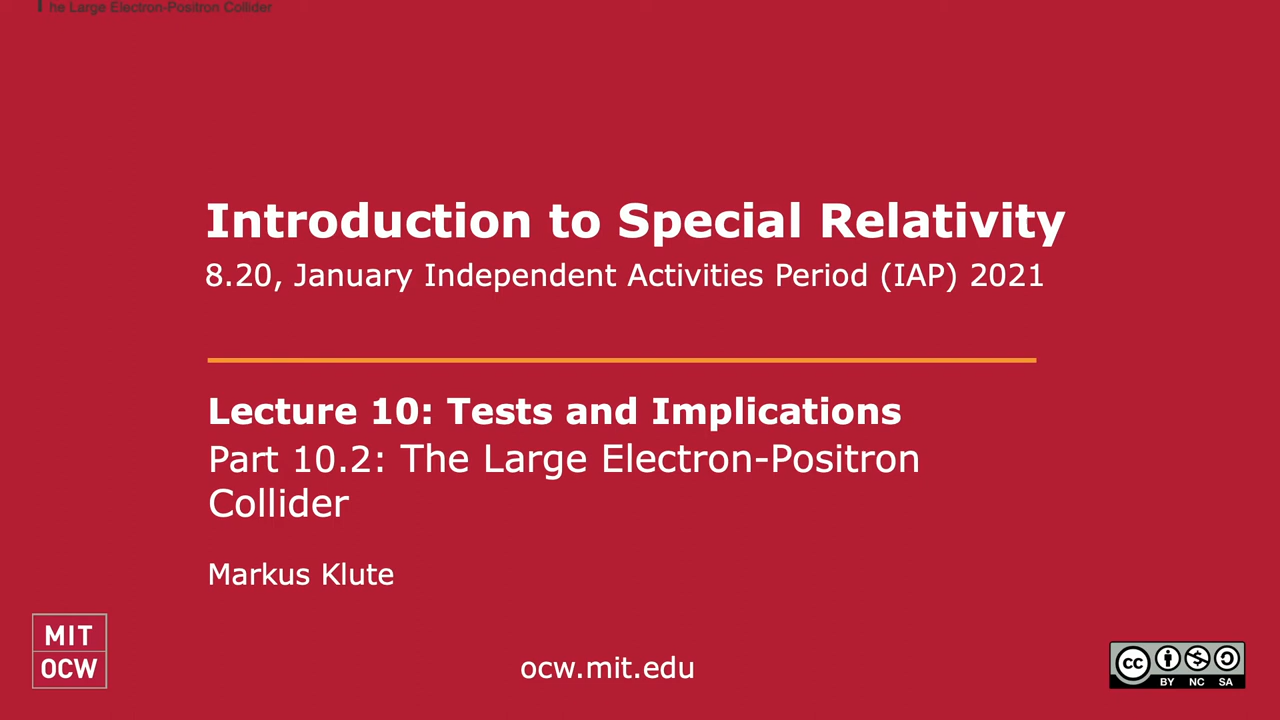 The Large Electron-Positron Collider
Introduction to Special Relativity
8.20, January Independent Activities Period (IAP) 2021
Lecture 10: Tests and Implications
Part 10.2: The Large Electron-Positron
Collider
Markus Klute
MIT
OCW
ocw.mit.edu
cc
BY NC SA